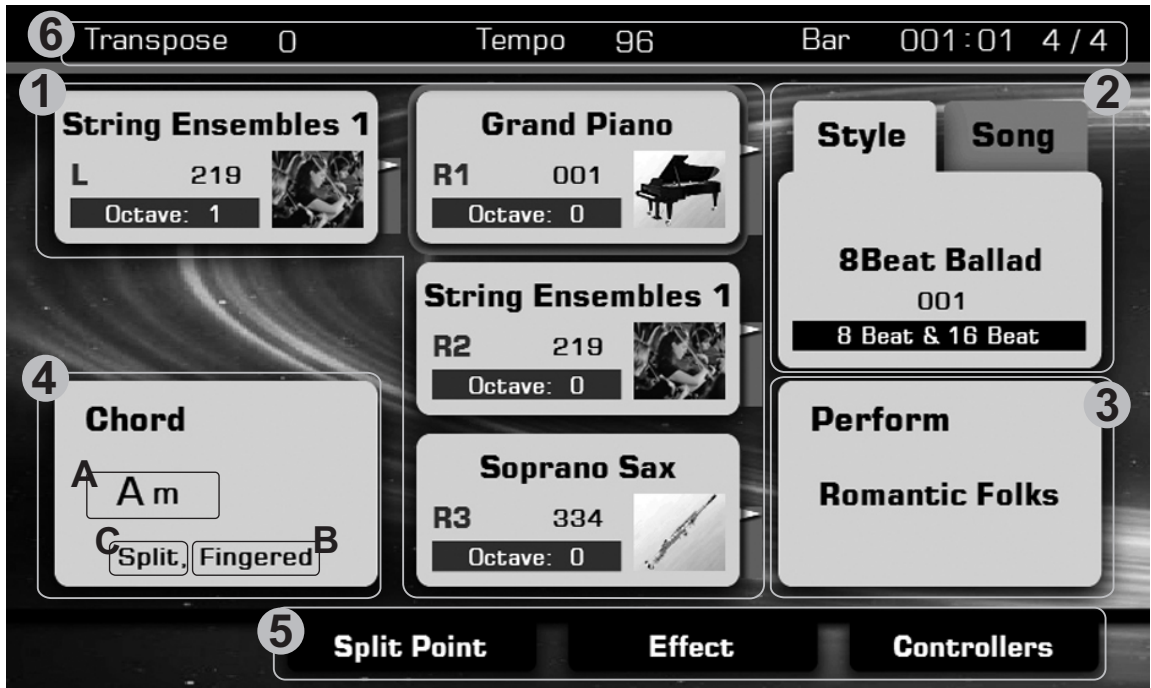 6
Transpose 0 Tempo 96 Bar 001:01 4/4
1
String Ensembles 1
L 219
Octave: 1
Grand Piano
R1 001
Octave: 0
String Ensembles 1
R2 219
Octave: 0
Soprano Sax
R3 334
Octave: 0
2
Style Song
8Beat Ballad
001
8 Beat & 16 Beat
3
Perform
Romantic Folks
4
Chord
A
Am
C
Split, Fingered
B
5
Split Point Effect Controllers